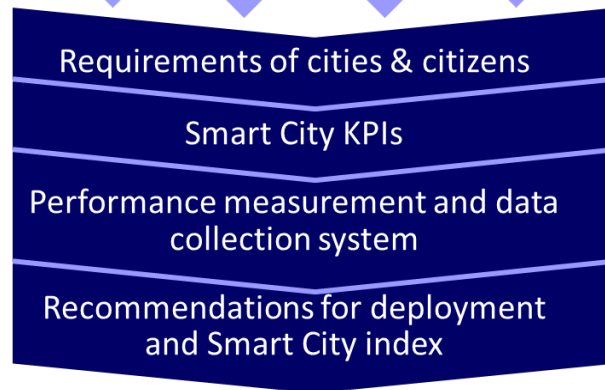 Requirements of cities & citizens
Smart City KPIs
Performance measurement and data
collection system
Recommendations for deployment
and Smart City index